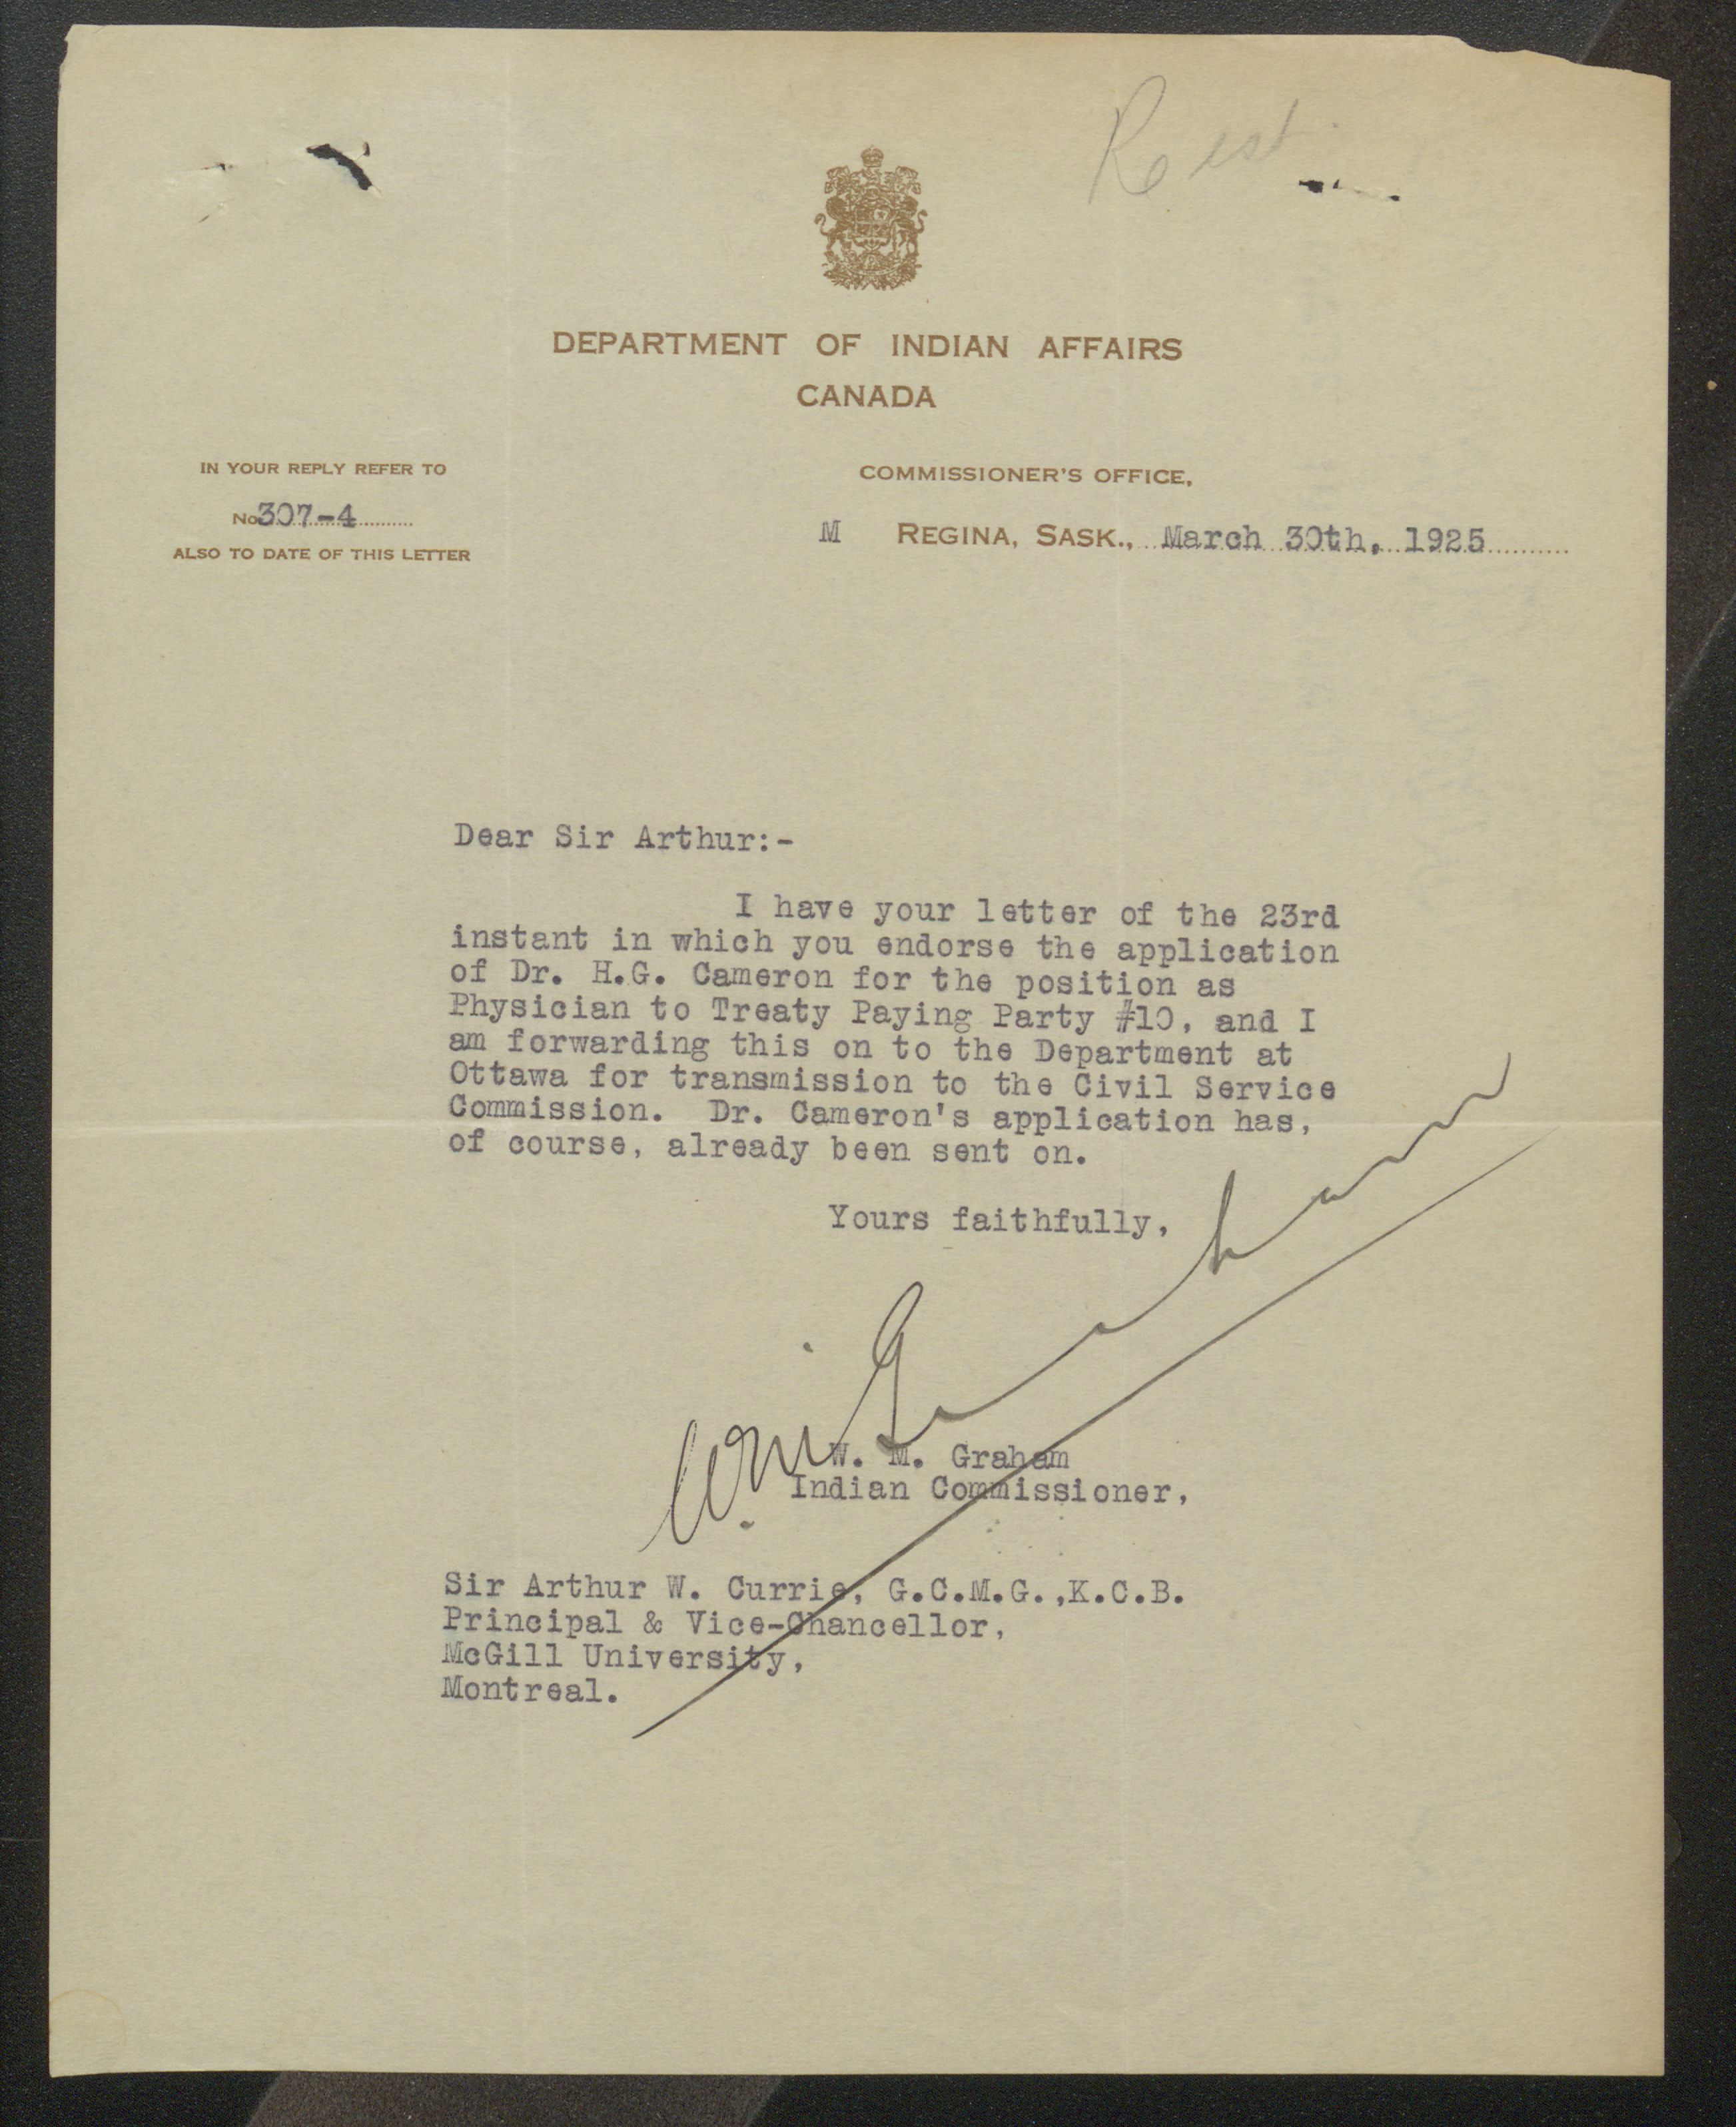 Rest
DEPARTMENT OF INDIAN AFFAIRS
CANADA
IN YOUR REPLY REFER TO
No 307-4
ALSO TO DATE OF THIS LETTER
COMMISSIONER'S OFFICE,
M REGINA, SASK., March 30th, 1925
Dear Sir Arthur:-
I have your letter of the 23rd
instant in which you endorse the application
of Dr. H.G. Cameron for the position as
Physician to Treaty Paying Party #10, and I
am forwarding this on to the Department at
Ottawa for transmission to the Civil Service
Commission. Dr. Cameron's application has,
of course, already been sent on.
Yours faithfully,
W. M. Graham
W. M. Graham
Indian Commissioner,
Sir Arthur W. Currie, G.C.M.G.,K.C.B.
Principal & Vice-Chancellor,
McGill University,
Montreal.